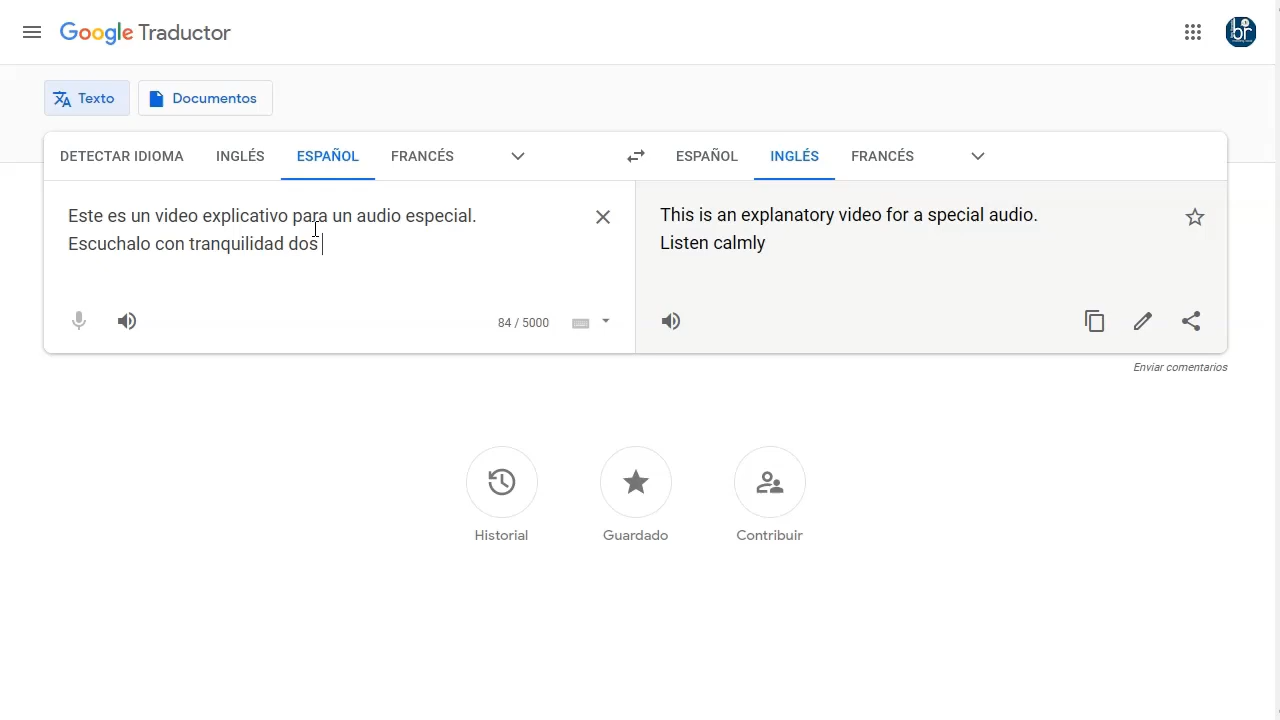 Google Traductor
br
Texto
Documentos
DETECTAR IDIOMA INGLÉS ESPAÑOL FRANCÉS
ESPAÑOL INGLÉS FRANCÉS
Este es un video explicativo para un audio especial.
Escuchalo con tranquilidad dos
84 / 5000
This is an explanatory video for a special audio.
Listen calmly
Enviar comentarios
Historial
Guardado
Contribuir